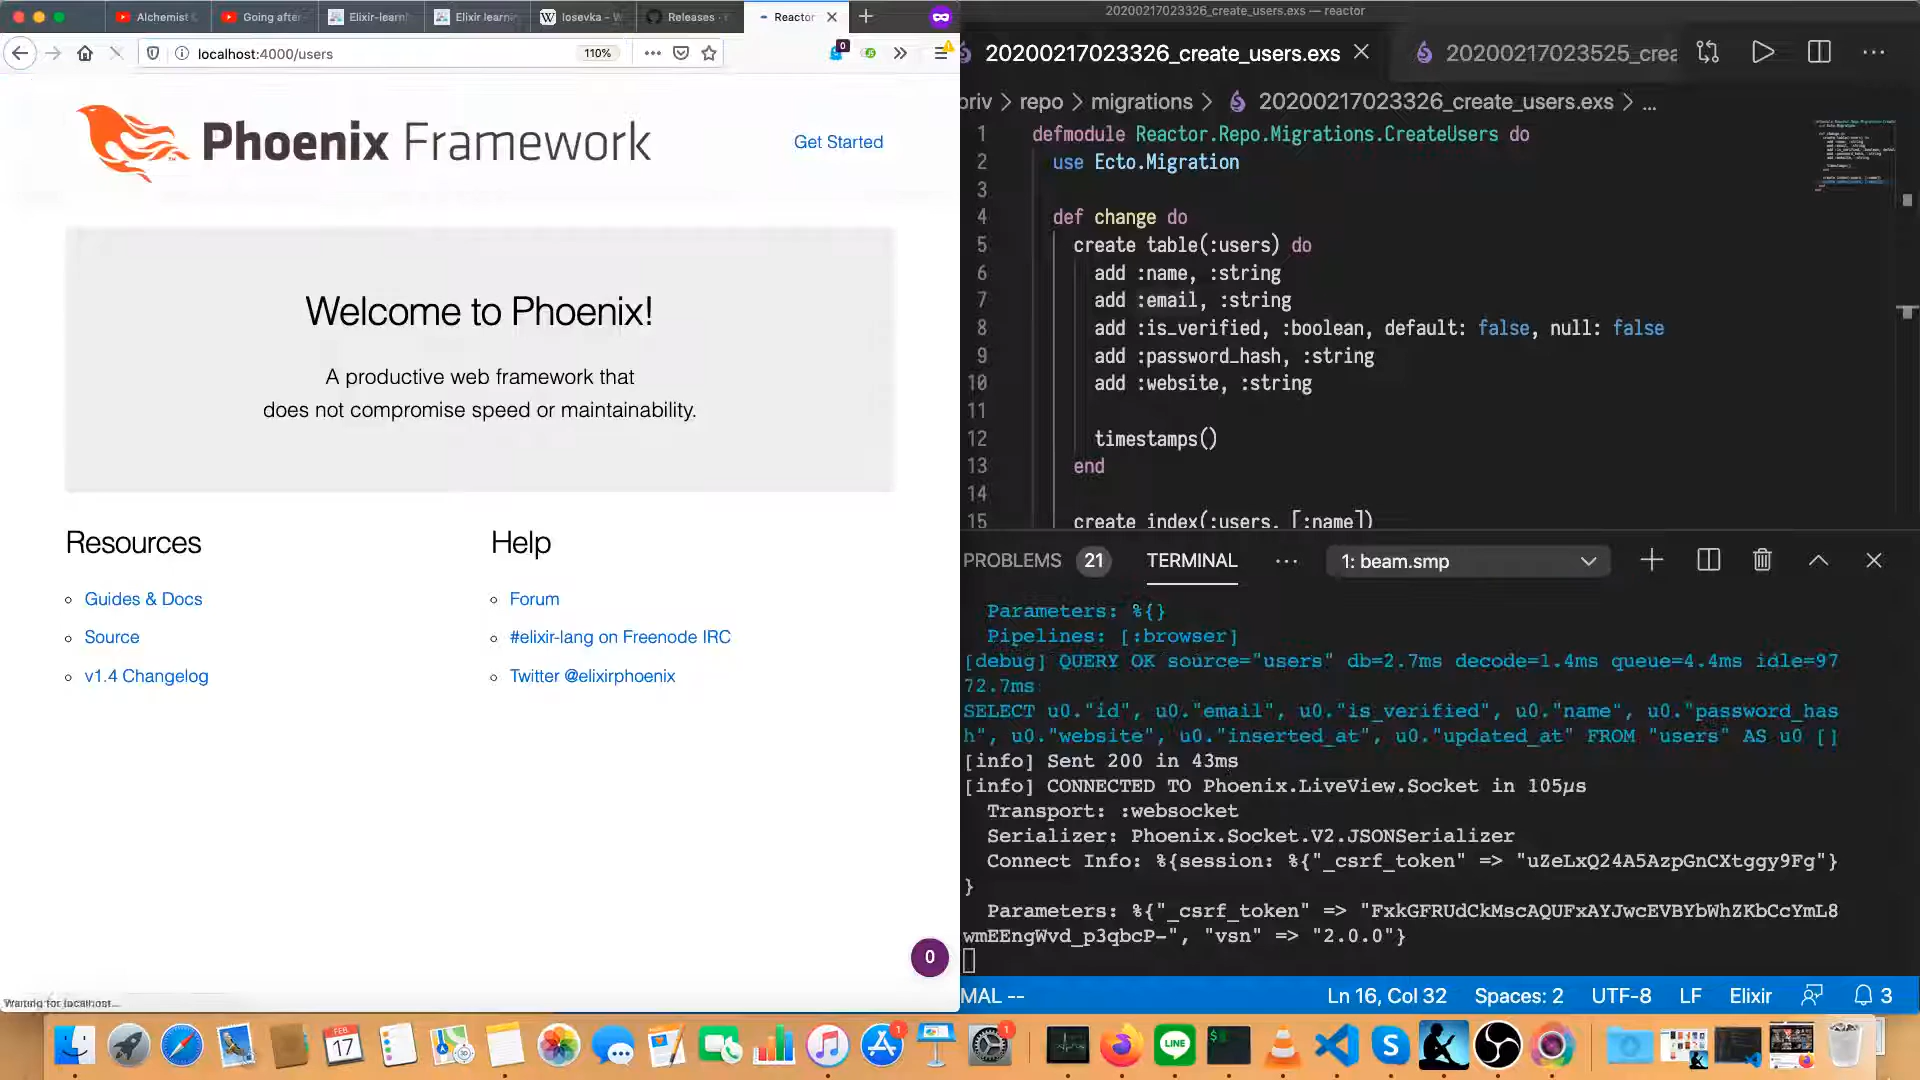 Alchemist
Going after
Elixir-learn
Elixir learnin
Iosevka - W
Releases ·
Reactor
localhost:4000/users
110%
0
Phoenix Framework
Get Started
Welcome to Phoenix!
A productive web framework that
does not compromise speed or maintainability.
Resources
Guides & Docs
Source
v1.4 Changelog
Help
Forum
#elixir-lang on Freenode IRC
Twitter @elixirphoenix
0
Waiting for localhost...
20200217023326_create_users.exs — reactor
20200217023326_create_users.exs
20200217023525_crea
priv > repo > migrations > 20200217023326_create_users.exs > ...
1 defmodule Reactor.Repo.Migrations.CreateUsers do
2 use Ecto.Migration
3
4 def change do
5 create table(:users) do
6 add :name, :string
7 add :email, :string
8 add :is_verified, :boolean, default: false, null: false
9 add :password_hash, :string
10 add :website, :string
11
12 timestamps()
13 end
14
15 create index(:users, [:name])
PROBLEMS 21 TERMINAL ··· 1: beam.smp
Parameters: %{}
Pipelines: [:browser]
[debug] QUERY OK source="users" db=2.7ms decode=1.4ms queue=4.4ms idle=97
72.7ms
SELECT u0."id", u0."email", u0."is_verified", u0."name", u0."password_has
h", u0."website", u0."inserted_at", u0."updated_at" FROM "users" AS u0 []
[info] Sent 200 in 43ms
[info] CONNECTED TO Phoenix.LiveView.Socket in 105µs
Transport: :websocket
Serializer: Phoenix.Socket.V2.JSONSerializer
Connect Info: %{session: %{"_csrf_token" => "uZeLxQ24A5AzpGnCXtggy9Fg"}
}
Parameters: %{"_csrf_token" => "FxkGFRUdCkMscAQUFxAYJwcEVBYbWhZKbCcYmL8
wmEEngWvd_p3qbcP-", "vsn" => "2.0.0"}
MAL -- Ln 16, Col 32 Spaces: 2 UTF-8 LF Elixir 3
FEB
17
1
1
LINE